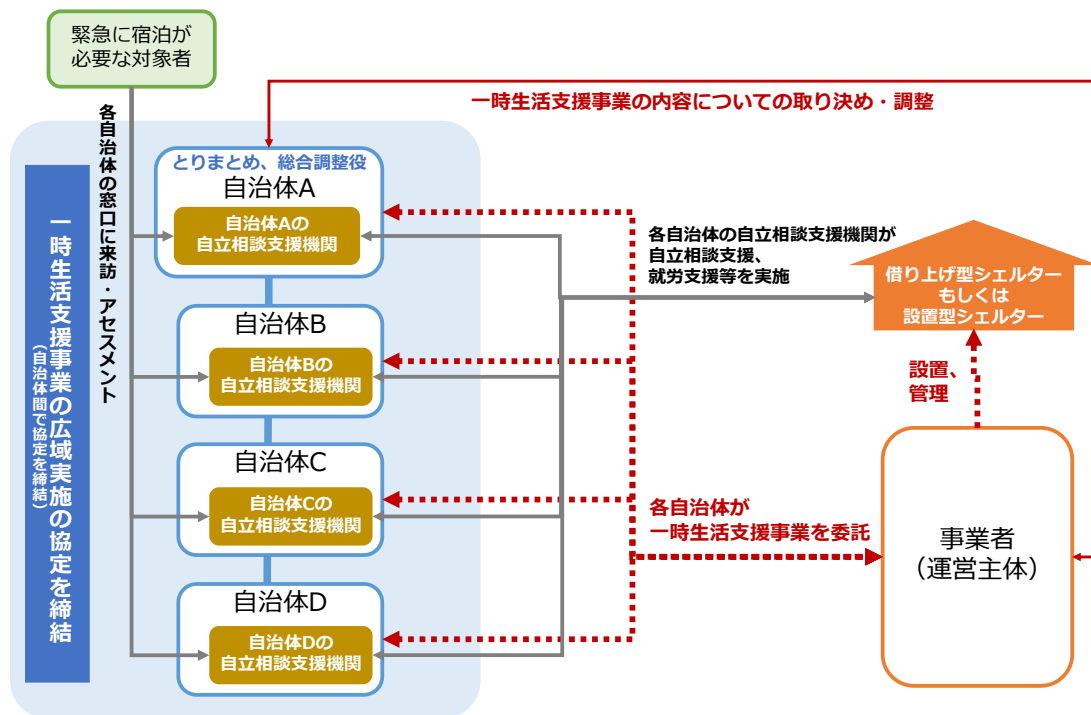 緊急に宿泊が
必要な対象者
各自治体の窓口に来訪・アセスメント
一時生活支援事業の内容についての取り決め・調整
一時生活支援事業の広域実施の協定を締結
（自治体間で協定を締結）
とりまとめ、総合調整役
自治体A
自治体Aの
自立相談支援機関
自治体B
自治体Bの
自立相談支援機関
自治体C
自治体Cの
自立相談支援機関
自治体D
自治体Dの
自立相談支援機関
各自治体の自立相談支援機関が
自立相談支援、
就労支援等を実施
借り上げ型シェルター
もしくは
設置型シェルター
設置、
管理
各自治体が
一時生活支援事業を委託
事業者
（運営主体）